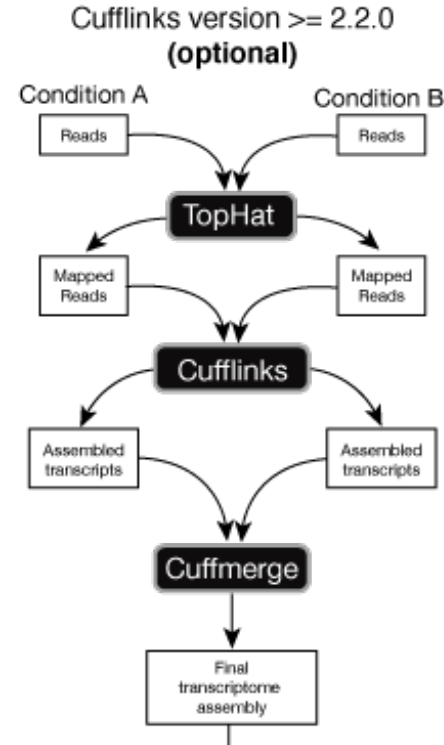 Cufflinks version >= 2.2.0
(optional)
Condition A
Condition B
Reads
Reads
TopHat
Mapped
Reads
Mapped
Reads
Cufflinks
Assembled
transcripts
Assembled
transcripts
Cuffmerge
Final
transcriptome
assembly